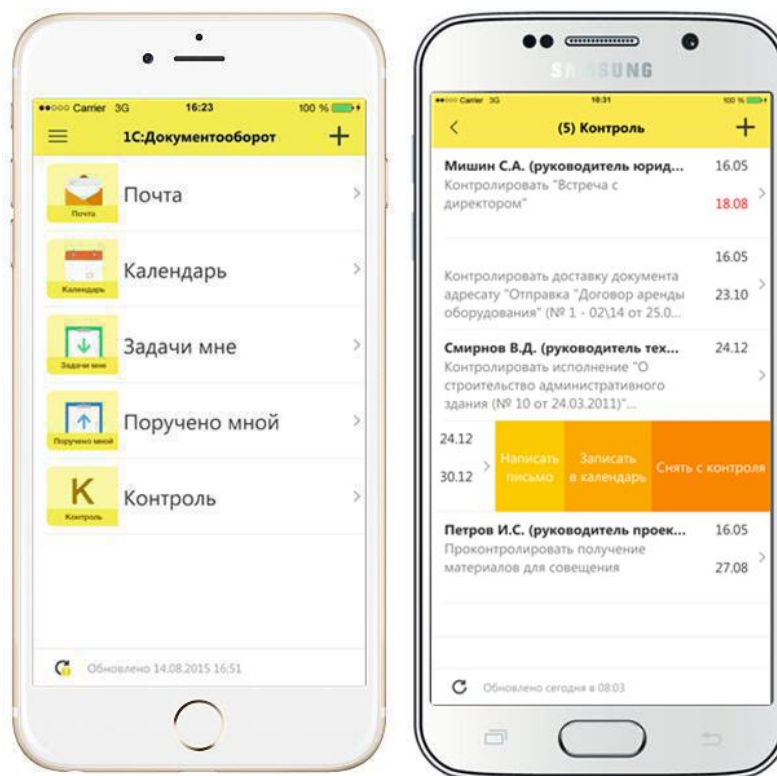 Carrier 3G 16:23 100 %
1С:Документооборот
Почта
Почта
Календарь
Календарь
Задачи мне
Задачи мне
Поручено мной
Поручено мной
К
Контроль
Контроль
Обновлено 14.08.2015 16:51
SAMSUNG
Carrier 3G 10:31 100 %
(5) Контроль
Мишин С.А. (руководитель юрид... 16.05
Контролировать "Встреча с
директором" 18.08
16.05
Контролировать доставку документа
адресату "Отправка "Договор аренды 23.10
оборудования" (№ 1 - 02\14 от 25.0...
Смирнов В.Д. (руководитель тех... 24.12
Контролировать исполнение "О
строительство административного
здания (№ 10 от 24.03.2011)"...
24.12
30.12
Написать
письмо
Записать
в календарь
Снять с контроля
Петров И.С. (руководитель проек... 16.05
Проконтролировать получение
материалов для совещения 27.08
Обновлено сегодня в 08:03